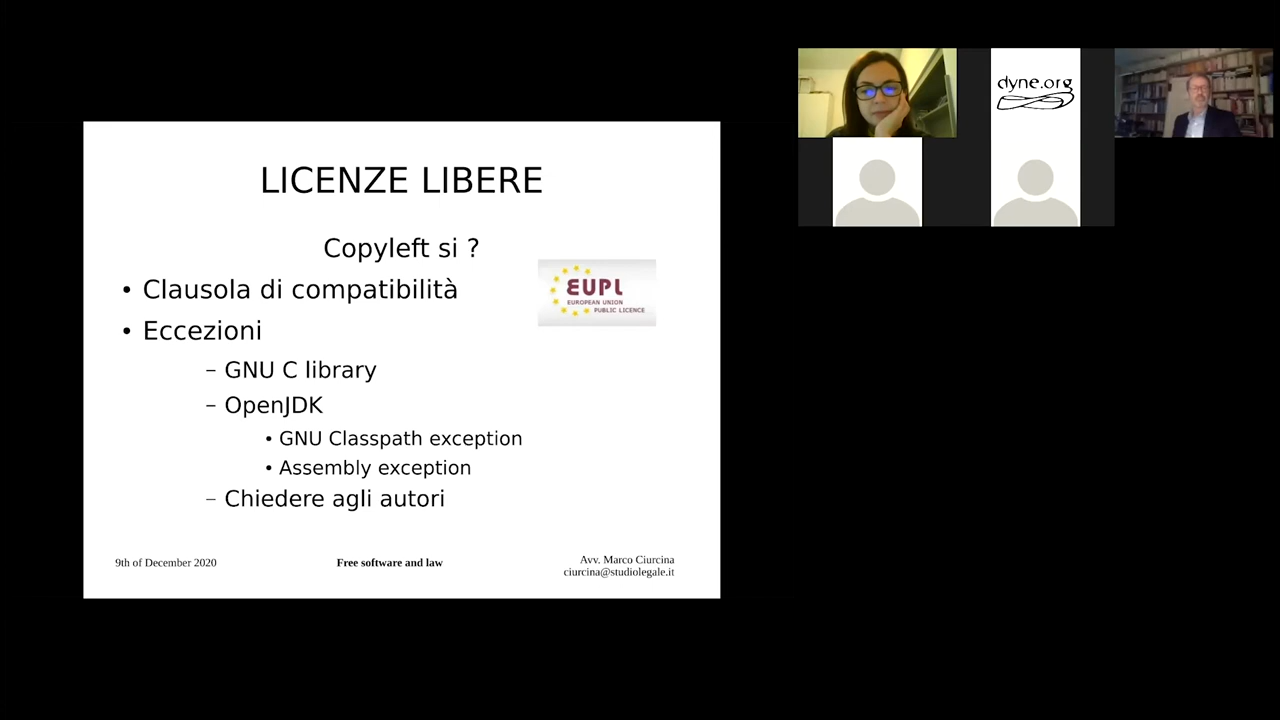 LICENZE LIBERE
Copyleft si ?
• Clausola di compatibilità
EUPL
EUROPEAN UNION
PUBLIC LICENCE
• Eccezioni
– GNU C library
– OpenJDK
• GNU Classpath exception
• Assembly exception
– Chiedere agli autori
9th of December 2020
Free software and law
Avv. Marco Ciurcina
ciurcina@studiolegale.it
dyne.org